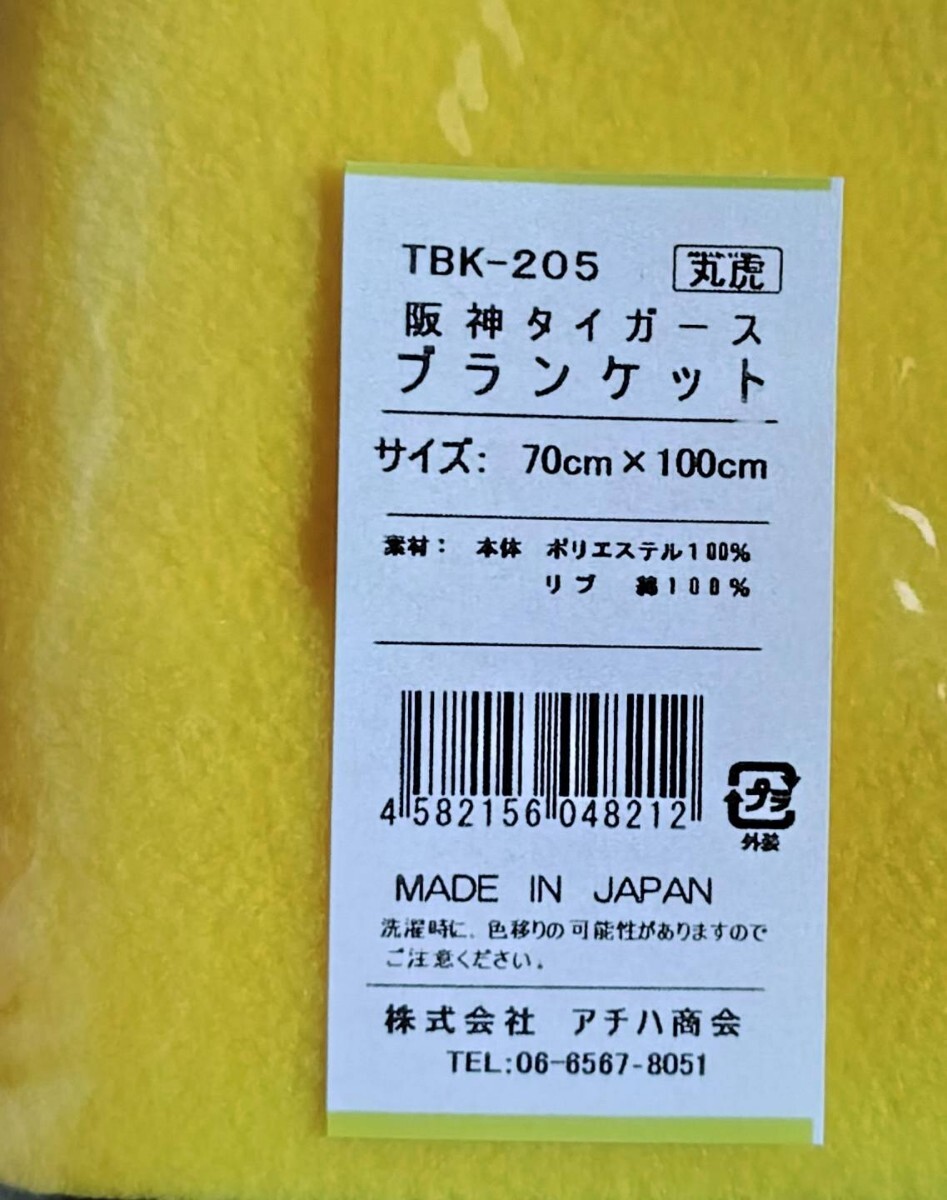 TBK-205 丸虎
阪神タイガース
ブランケット
サイズ: 70cm×100cm
素材: 本体 ポリエステル100%
リブ 綿100%
4582156048212
プラ
外装
MADE IN JAPAN
洗濯時に、色移りの可能性がありますので
ご注意ください。
株式会社 アチハ商会
TEL:06-6567-8051